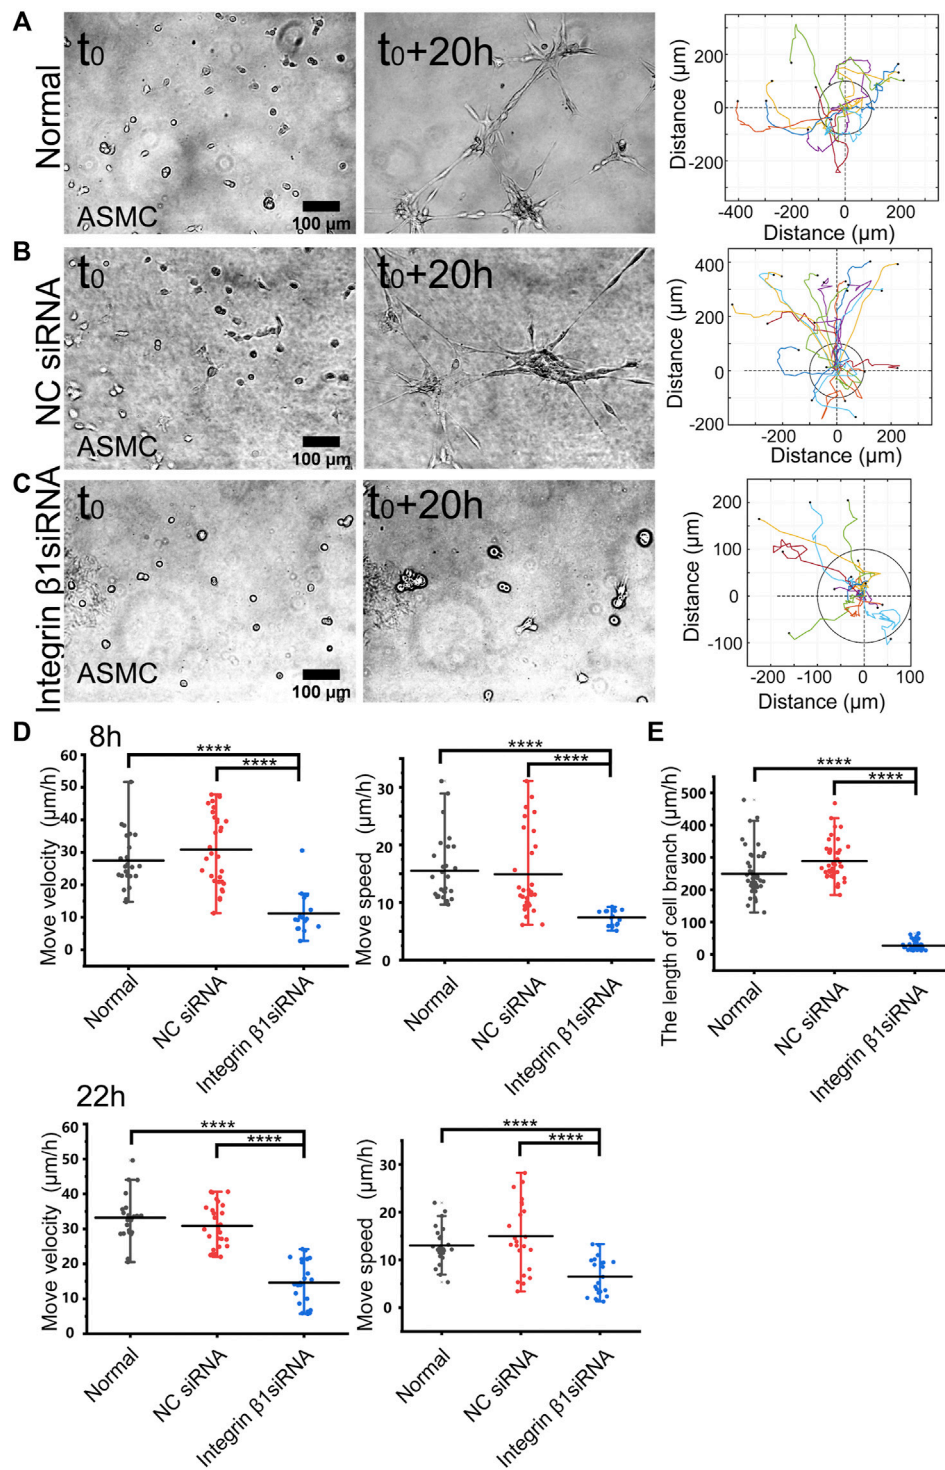 A
Normal
t0
ASMC
100 µm
t0+20h
Distance (µm)
200
0
-200
-400
-200
0
200
Distance (µm)
B
NC siRNA
t0
ASMC
100 µm
t0+20h
Distance (µm)
400
200
0
-200
-400
-200
0
200
Distance (µm)
C
Integrin β1siRNA
t0
ASMC
100 µm
t0+20h
Distance (µm)
200
100
0
-100
-200
-100
0
100
Distance (µm)
D
8h
Move velocity (µm/h)
60
50
40
30
20
10
0
****
****
Normal
NC siRNA
Integrin β1siRNA
Move speed (µm/h)
30
20
10
0
****
****
Normal
NC siRNA
Integrin β1siRNA
E
The length of cell branch (µm/h)
500
400
300
200
100
0
****
****
Normal
NC siRNA
Integrin β1siRNA
22h
Move velocity (µm/h)
60
50
40
30
20
10
0
****
****
Normal
NC siRNA
Integrin β1siRNA
Move speed (µm/h)
30
20
10
0
****
****
Normal
NC siRNA
Integrin β1siRNA